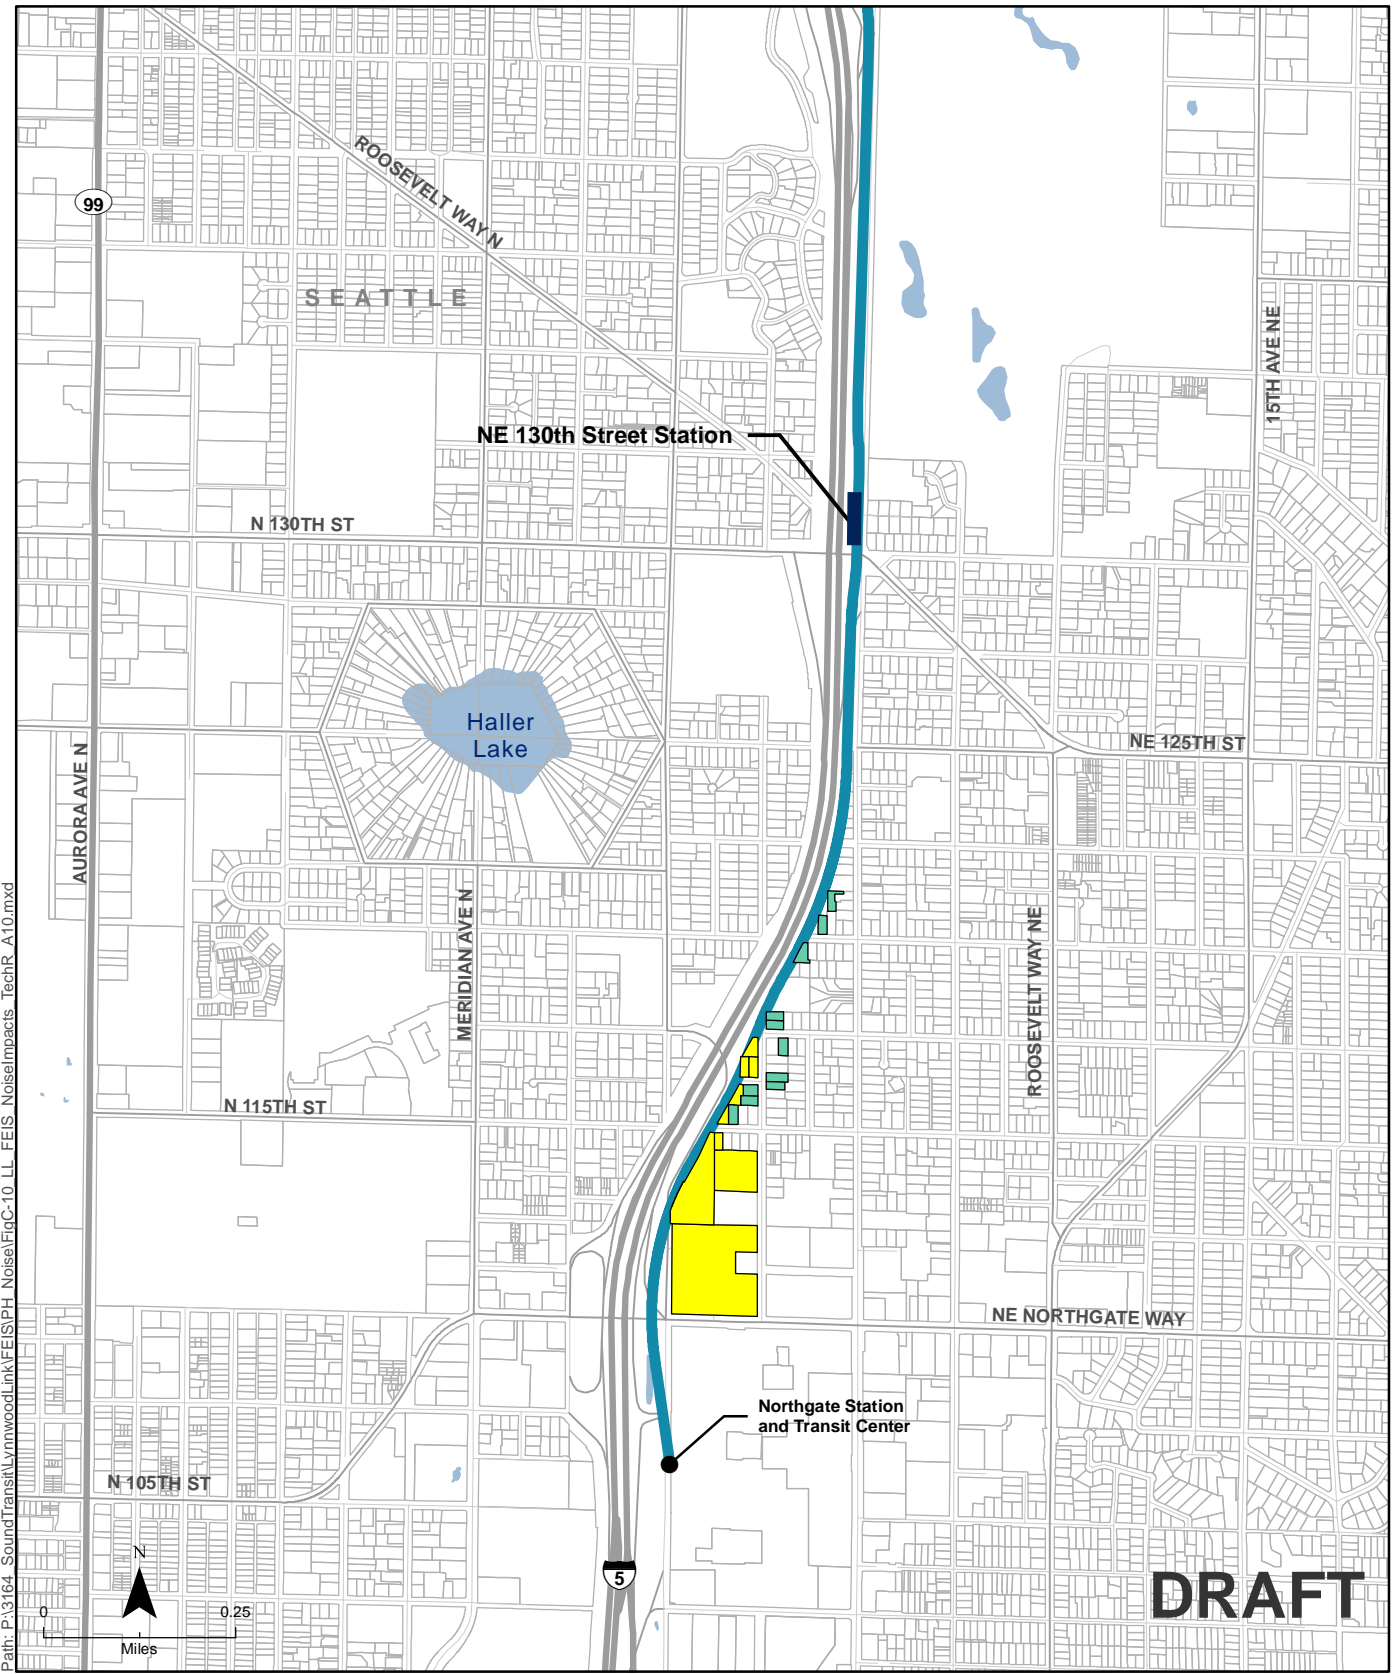 ROOSEVELT WAY N
99
SEATTLE
15TH AVE NE
NE 130th Street Station
N 130TH ST
Haller
Lake
NE 125TH ST
AURORA AVE N
MERIDIAN AVE N
ROOSEVELT WAY NE
N 115TH ST
NE NORTHGATE WAY
Northgate Station
and Transit Center
N 105TH ST
N
5
0 0.25
Miles
DRAFT
Path: P:\3164_SoundTransit\LynnwoodLink\FEIS\PH_Noise\FigC-10_LL_FEIS_NoiseImpacts_TechR_A10.mxd